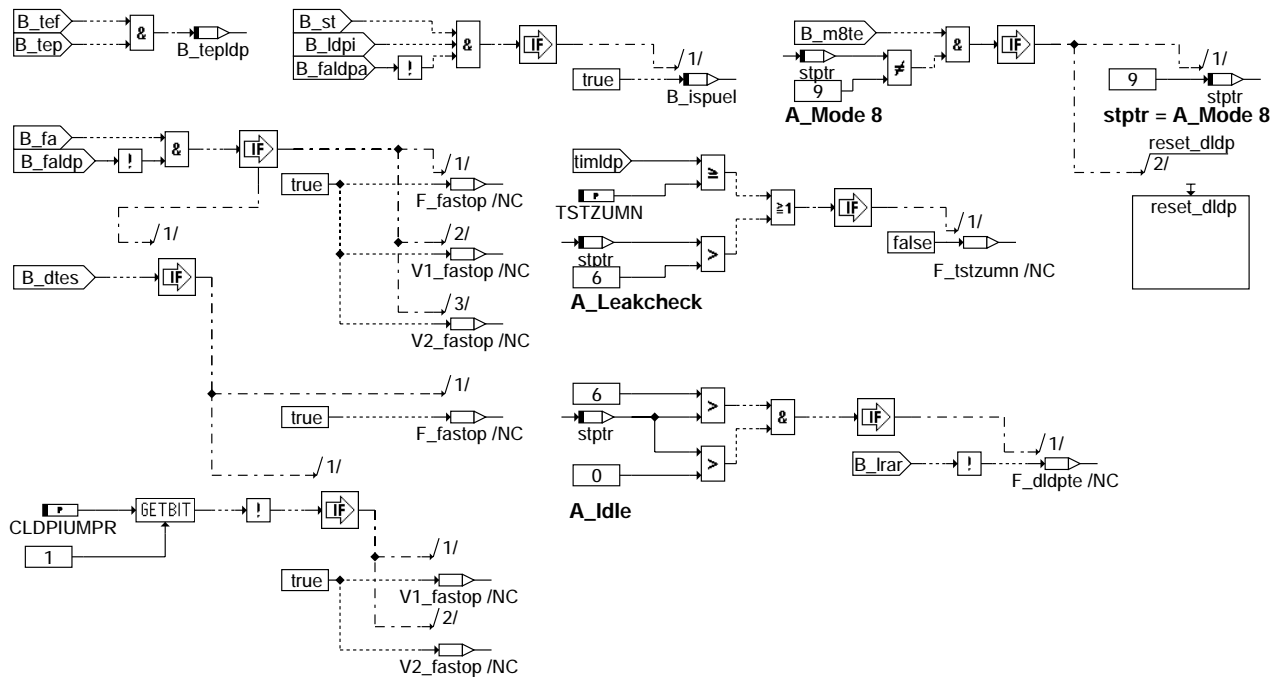 B_tef
B_tep
&
B_tepldp
B_st
B_ldpi
B_faldpa
!
&
IF
/1/
true
B_ispuel
B_m8te
stptr
9
≠
&
IF
A_Mode 8
/1/
9
stptr
stptr = A_Mode 8
reset_dldp
2/
reset_dldp
B_fa
B_faldp
!
&
IF
/1/
true
F_fastop /NC
/2/
V1_fastop /NC
/3/
V2_fastop /NC
/1/
B_dtes
IF
/1/
true
F_fastop /NC
/1/
timldp
P
TSTZUMN
≥
stptr
6
>
A_Leakcheck
≥1
IF
/1/
false
F_tstzumn /NC
6
>
stptr
0
>
A_Idle
&
IF
B_lrar
!
/1/
F_dldpte /NC
P
CLDPIUMPR
GETBIT
1
!
IF
/1/
true
V1_fastop /NC
/2/
V2_fastop /NC